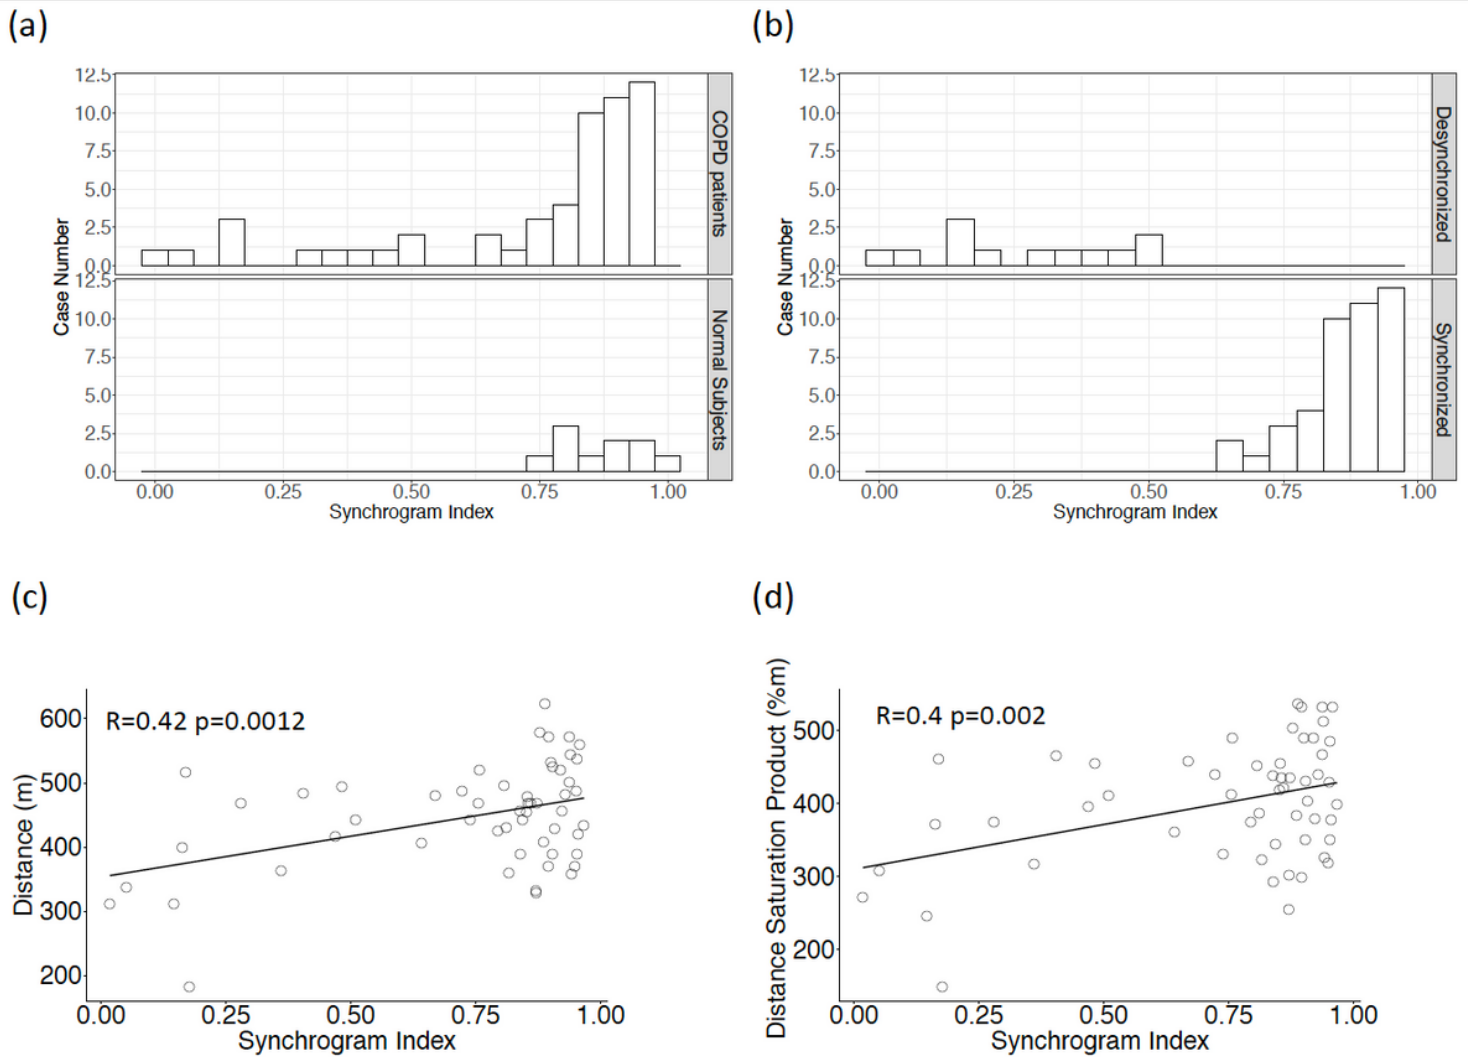 (a)
(b)
12.5
10.0
7.5
5.0
2.5
0.0
COPD patients
12.5
10.0
7.5
5.0
2.5
0.0
Normal Subjects
Case Number
0.00 0.25 0.50 0.75 1.00
Synchrogram Index
12.5
10.0
7.5
5.0
2.5
0.0
Desynchronized
12.5
10.0
7.5
5.0
2.5
0.0
Synchronized
Case Number
0.00 0.25 0.50 0.75 1.00
Synchrogram Index
(c)
(d)
R=0.42 p=0.0012
600
500
400
300
200
Distance (m)
0.00 0.25 0.50 0.75 1.00
Synchrogram Index
R=0.4 p=0.002
500
400
300
200
Distance Saturation Product (%m)
0.00 0.25 0.50 0.75 1.00
Synchrogram Index